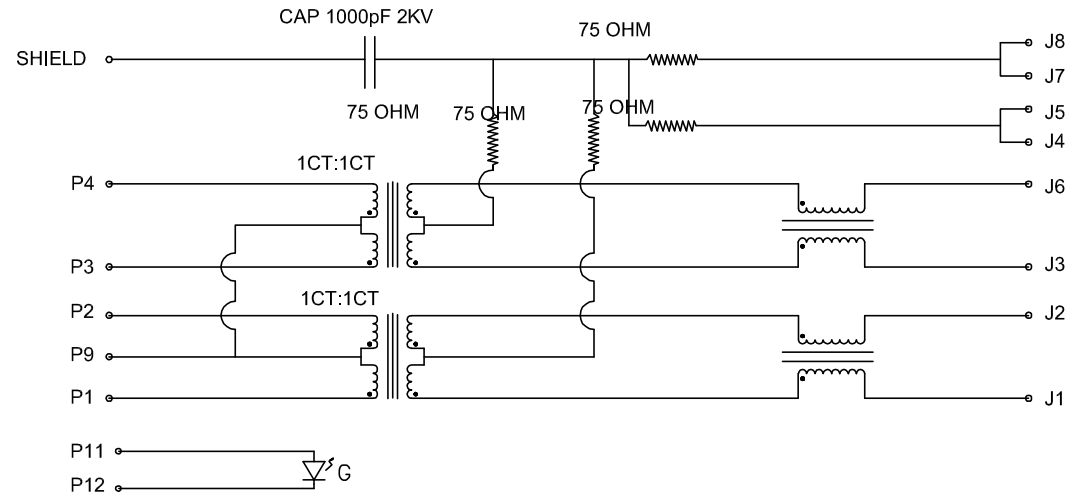 CAP 1000pF 2KV
75 OHM
J8
SHIELD
J7
75 OHM
75 OHM
75 OHM
J5
J4
1CT:1CT
P4
J6
P3
J3
1CT:1CT
P2
J2
P9
P1
J1
P11
G
P12